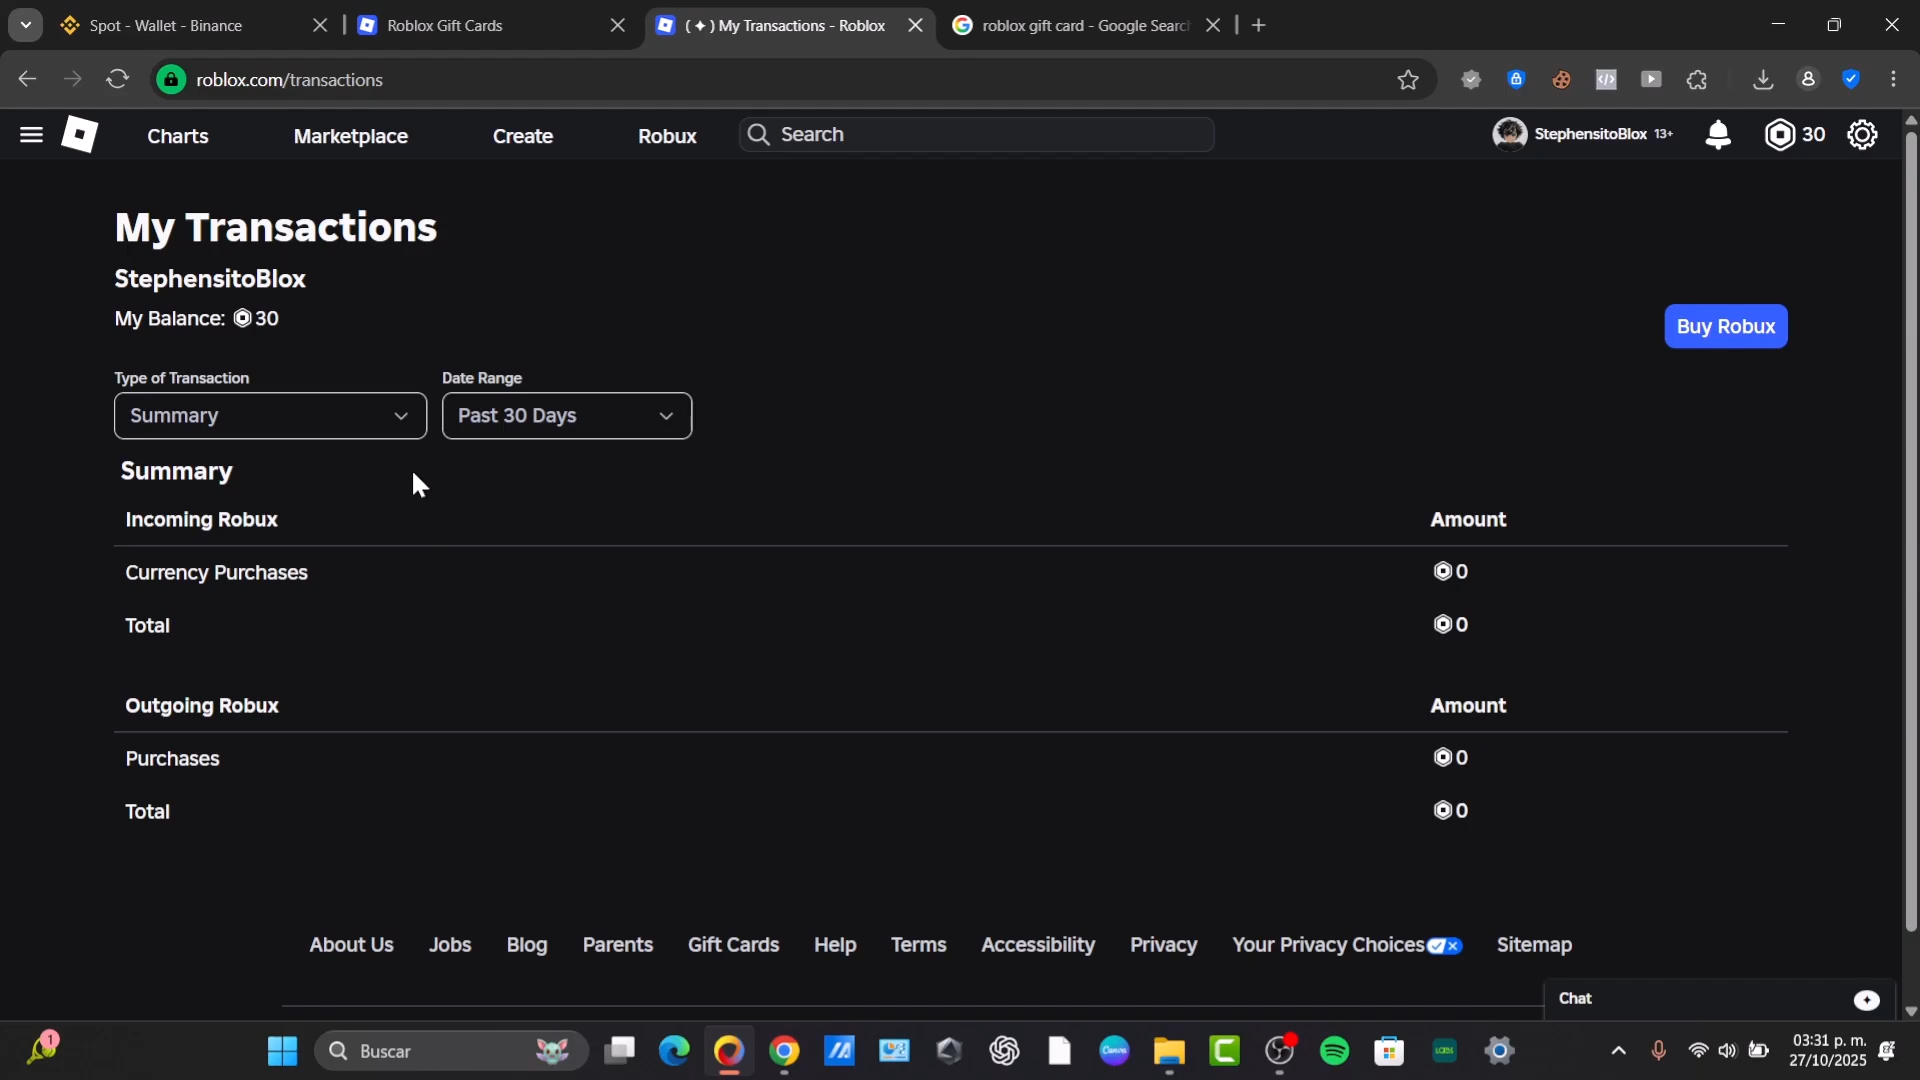 Spot - Wallet - Binance
Roblox Gift Cards
( ✦ ) My Transactions - Roblox
roblox gift card - Google Searc
roblox.com/transactions
Charts
Marketplace
Create
Robux
Search
StephensitoBlox 13+
30
My Transactions
StephensitoBlox
My Balance: 30
Buy Robux
Type of Transaction
Date Range
Summary
Past 30 Days
Summary
Incoming Robux Amount
Currency Purchases 0
Total 0
Outgoing Robux Amount
Purchases 0
Total 0
About Us
Jobs
Blog
Parents
Gift Cards
Help
Terms
Accessibility
Privacy
Your Privacy Choices
Sitemap
Chat
1
Buscar
Canva
03:31 p. m.
27/10/2025